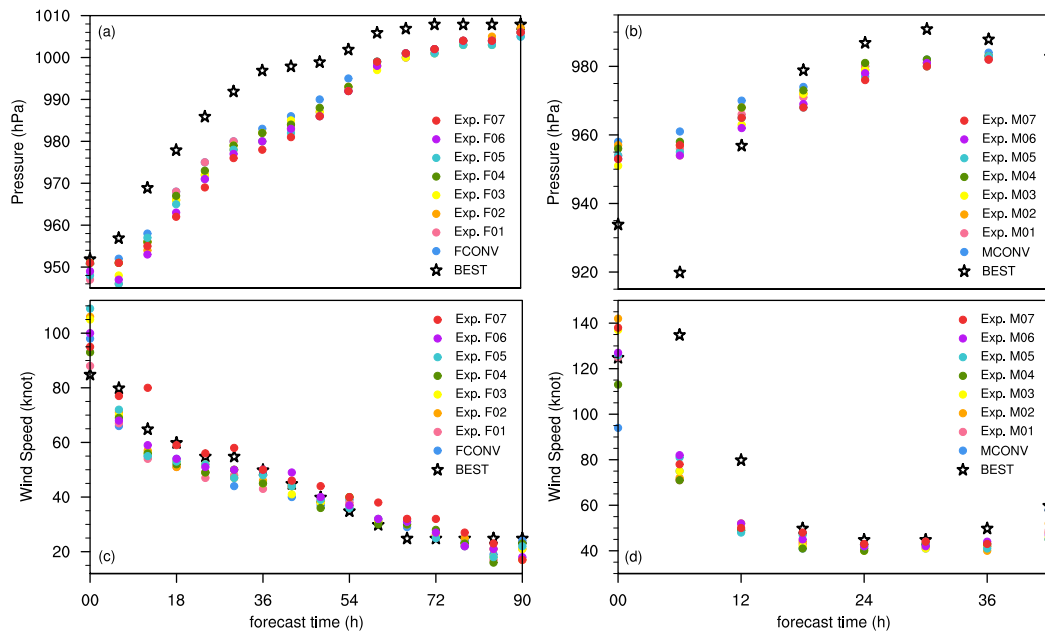 (a)
Pressure (hPa)
1010
1000
990
980
970
960
950
Exp. F07
Exp. F06
Exp. F05
Exp. F04
Exp. F03
Exp. F02
Exp. F01
FCONV
BEST
(b)
Pressure (hPa)
980
960
940
920
Exp. M07
Exp. M06
Exp. M05
Exp. M04
Exp. M03
Exp. M02
Exp. M01
MCONV
BEST
(c)
Wind Speed (knot)
100
80
60
40
20
Exp. F07
Exp. F06
Exp. F05
Exp. F04
Exp. F03
Exp. F02
Exp. F01
FCONV
BEST
00 18 36 54 72 90
forecast time (h)
(d)
Wind Speed (knot)
140
120
100
80
60
40
Exp. M07
Exp. M06
Exp. M05
Exp. M04
Exp. M03
Exp. M02
Exp. M01
MCONV
BEST
00 12 24 36
forecast time (h)